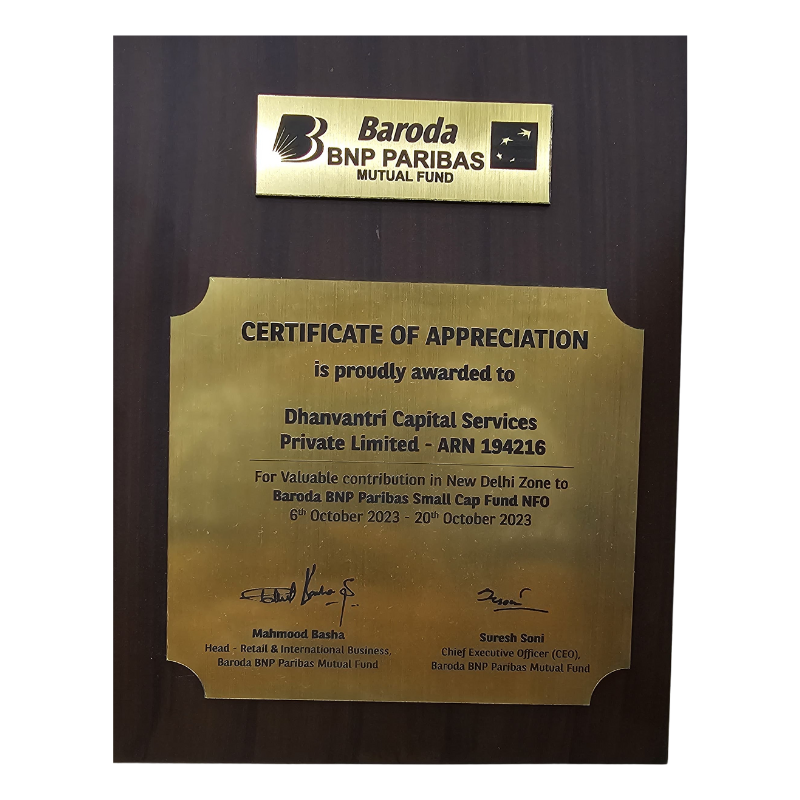 Baroda
BNP PARIBAS
MUTUAL FUND
CERTIFICATE OF APPRECIATION
is proudly awarded to
Dhanvantri Capital Services
Private Limited - ARN 194216
For Valuable contribution in New Delhi Zone to
Baroda BNP Paribas Small Cap Fund NFO
6th October 2023 - 20th October 2023
Mahmood Basha
Head - Retail & International Business,
Baroda BNP Paribas Mutual Fund
Suresh Soni
Chief Executive Officer (CEO),
Baroda BNP Paribas Mutual Fund